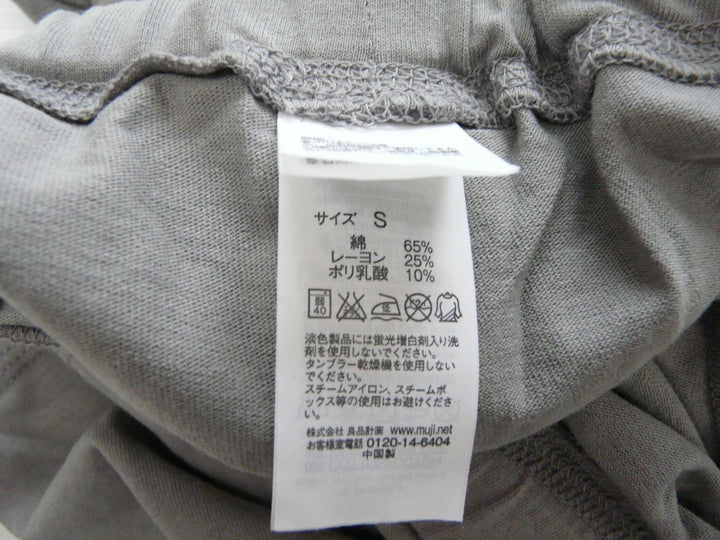 サイズ S
綿 65%
レーヨン 25%
ポリ乳酸 10%
弱 40 低
淡色製品には蛍光増白剤入り洗
剤を使用しないでください。
タンブラー乾燥機を使用しない
でください。
スチームアイロン、スチームボ
ックス等の使用はお避けくださ
い。
株式会社 良品計画 www.muji.net
お客様室電話 0120-14-6404
中国製